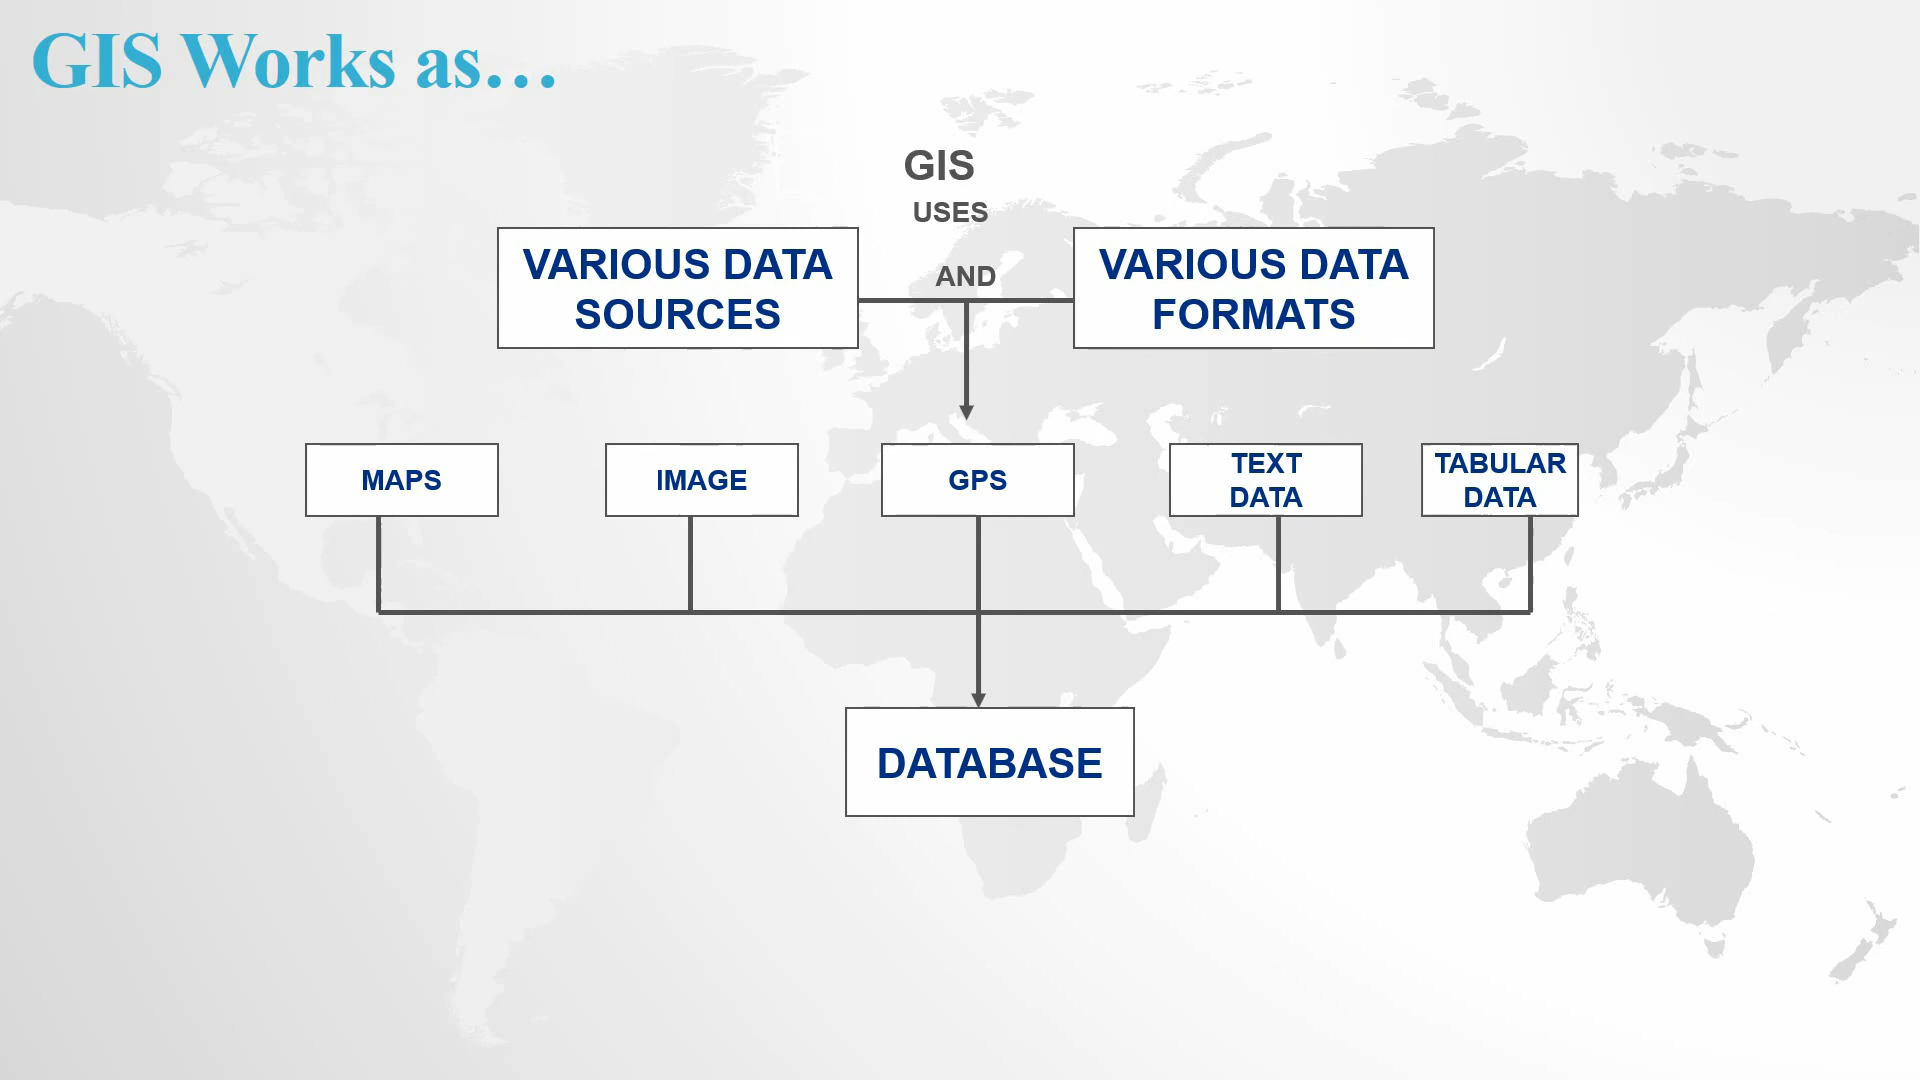 GIS Works as...
GIS
USES
VARIOUS DATA
SOURCES
AND
VARIOUS DATA
FORMATS
MAPS
IMAGE
GPS
TEXT
DATA
TABULAR
DATA
DATABASE